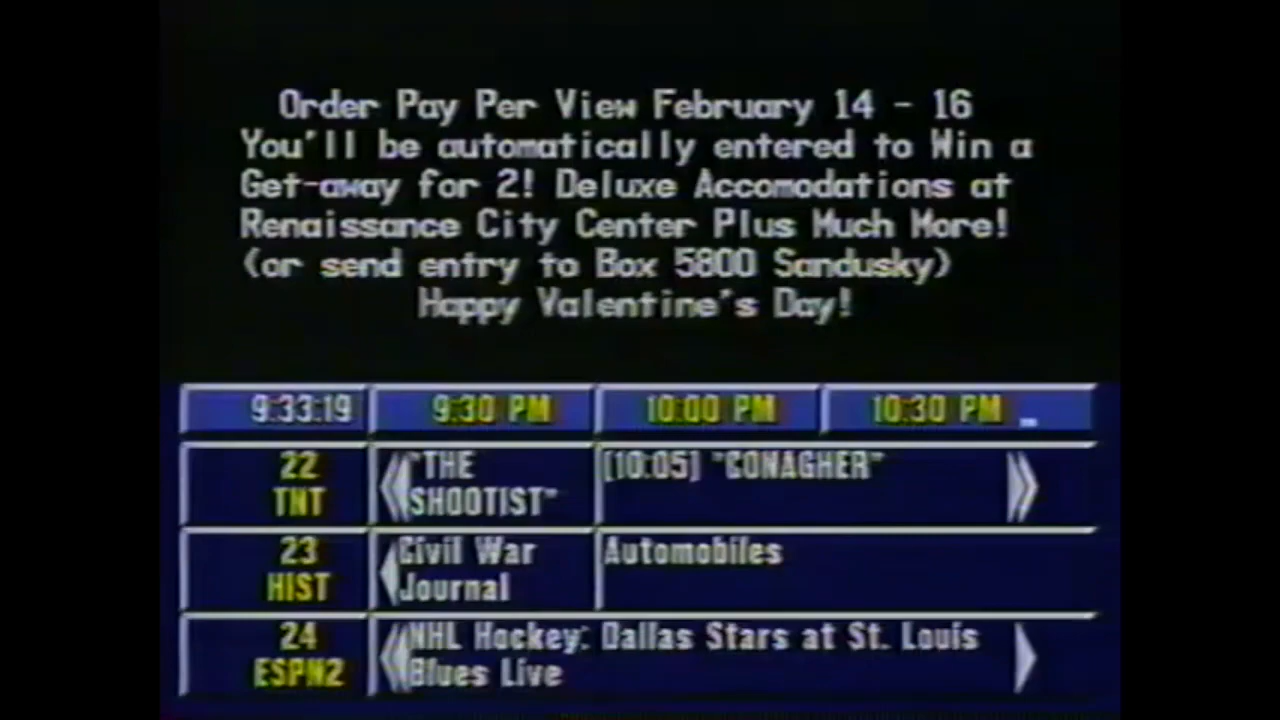 Order Pay Per View February 14 - 16
You'll be automatically entered to Win a
Get-away for 2! Deluxe Accomodations at
Renaissance City Center Plus Much More!
(or send entry to Box 5800 Sandusky)
Happy Valentine's Day!
9:33:19 9:30 PM 10:00 PM 10:30 PM
22 "THE [10:05] "CONAGHER"
TNT SHOOTIST"
23 Civil War Automobiles
HIST Journal
24 NHL Hockey: Dallas Stars at St. Louis
ESPN2 Blues Live